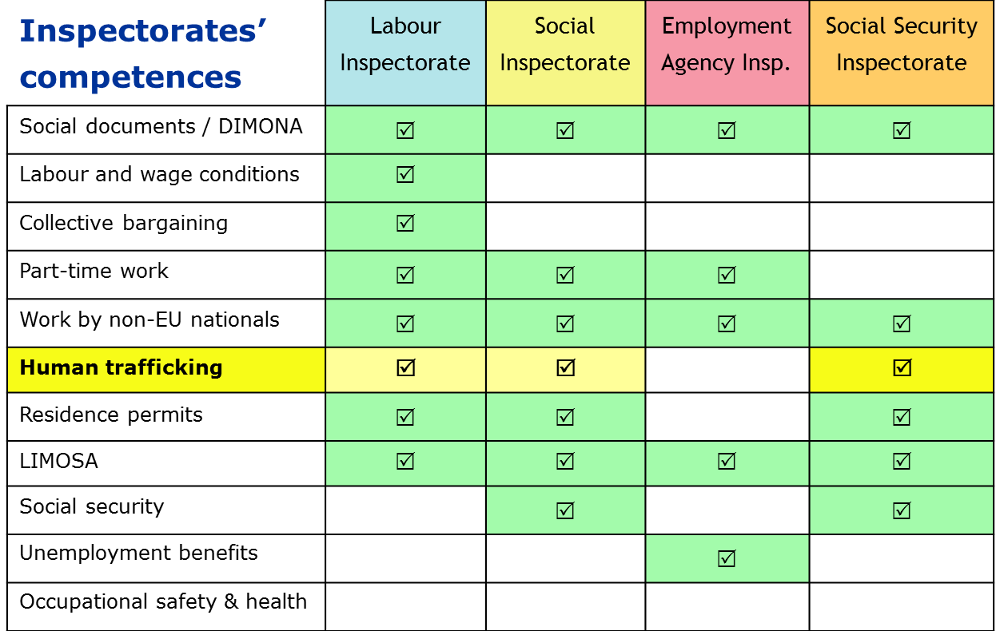 Inspectorates’
competences
Labour
Inspectorate
Social
Inspectorate
Employment
Agency Insp.
Social Security
Inspectorate
Social documents / DIMONA ☑ ☑ ☑ ☑
Labour and wage conditions ☑
Collective bargaining ☑
Part-time work ☑ ☑ ☑
Work by non-EU nationals ☑ ☑ ☑ ☑
Human trafficking ☑ ☑ ☑
Residence permits ☑ ☑ ☑
LIMOSA ☑ ☑ ☑ ☑
Social security ☑ ☑
Unemployment benefits ☑
Occupational safety & health